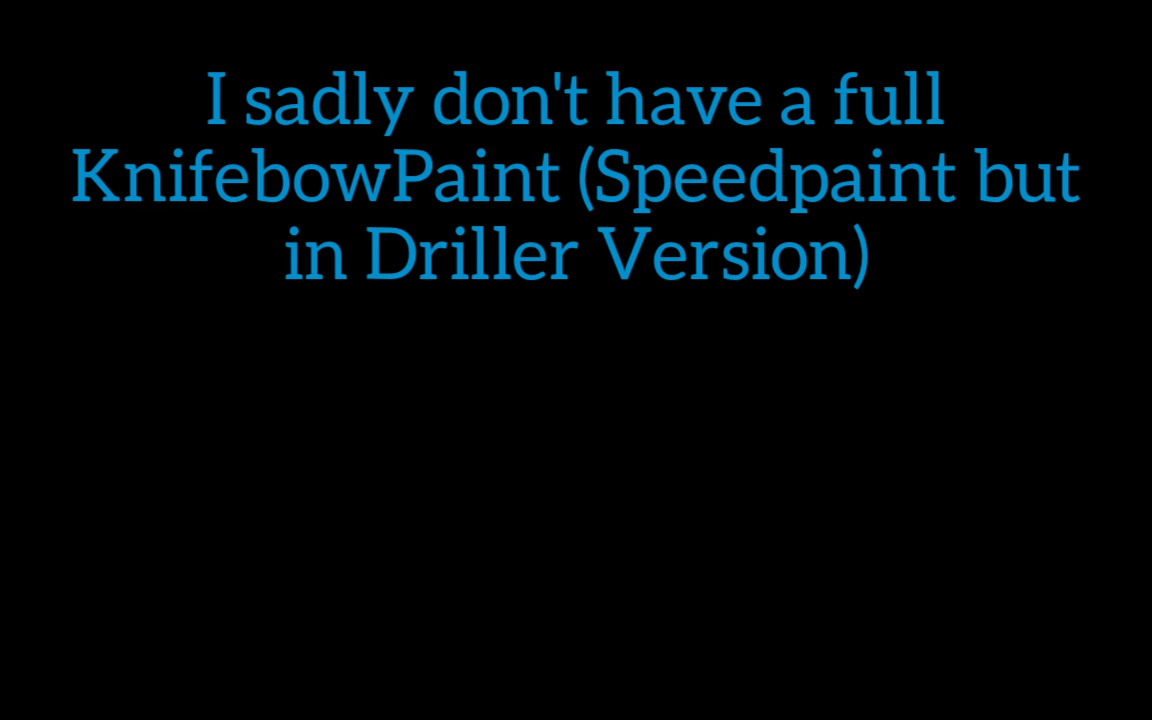 I sadly don't have a full
KnifebowPaint (Speedpaint but
in Driller Version)